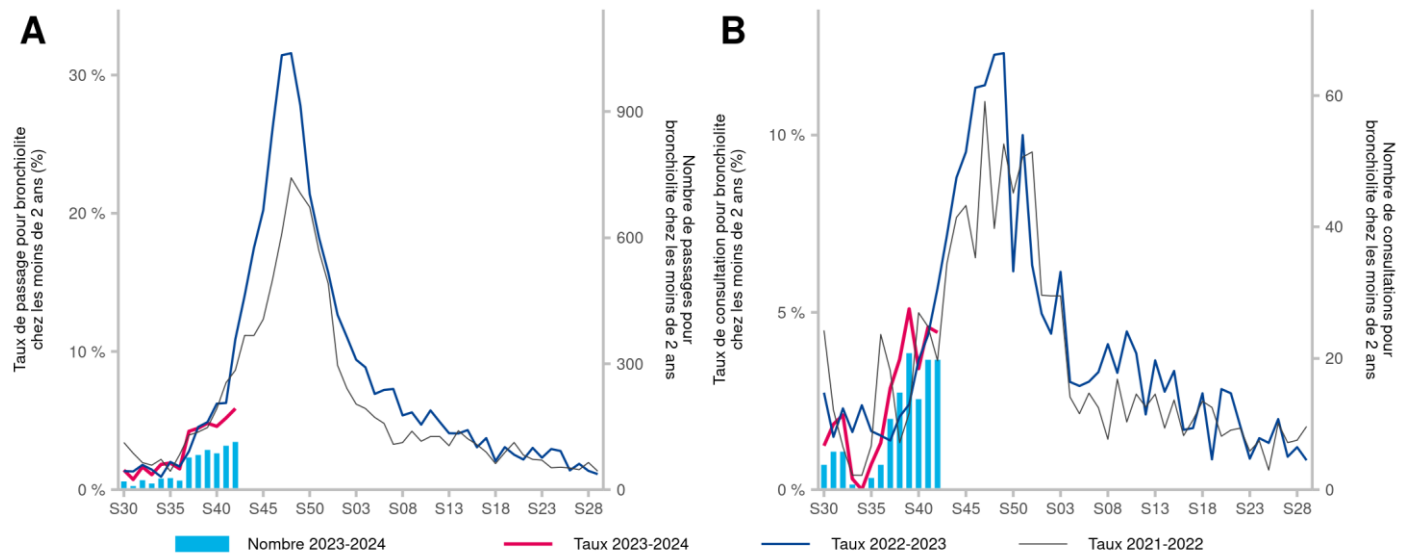 A
Taux de passage pour bronchiolite
chez les moins de 2 ans (%)
30 %
20 %
10 %
0 %
900
600
300
0
Nombre de passages pour
bronchiolite chez les moins de 2 ans
S30 S35 S40 S45 S50 S03 S08 S13 S18 S23 S28
B
Taux de consultation pour bronchiolite
chez les moins de 2 ans (%)
10 %
5 %
0 %
60
40
20
0
Nombre de consultations pour
bronchiolite chez les moins de 2 ans
S30 S35 S40 S45 S50 S03 S08 S13 S18 S23 S28
Nombre 2023-2024 Taux 2023-2024 Taux 2022-2023 Taux 2021-2022